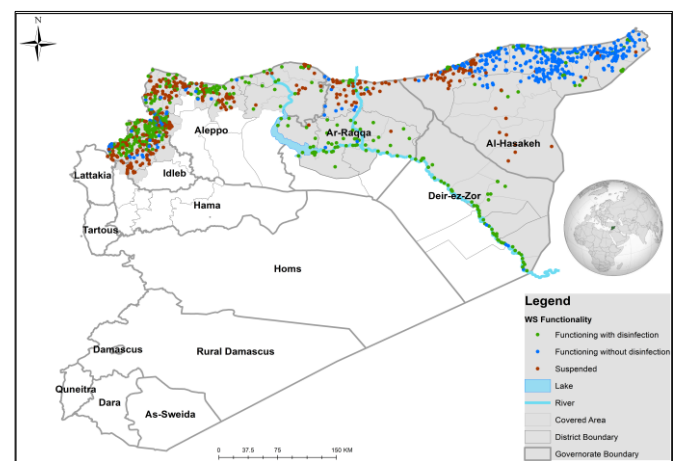 N
Aleppo
Ar-Raqqa
Al-Hasakeh
Lattakia
Idleb
Deir-ez-Zor
Hama
Tartous
Homs
Damascus
Rural Damascus
Quneitra
Dara
As-Sweida
0 37.5 75 150 KM
Legend
WS Functionality
Functioning with disinfection
Functioning without disinfection
Suspended
Lake
River
Covered Area
District Boundary
Governorate Boundary